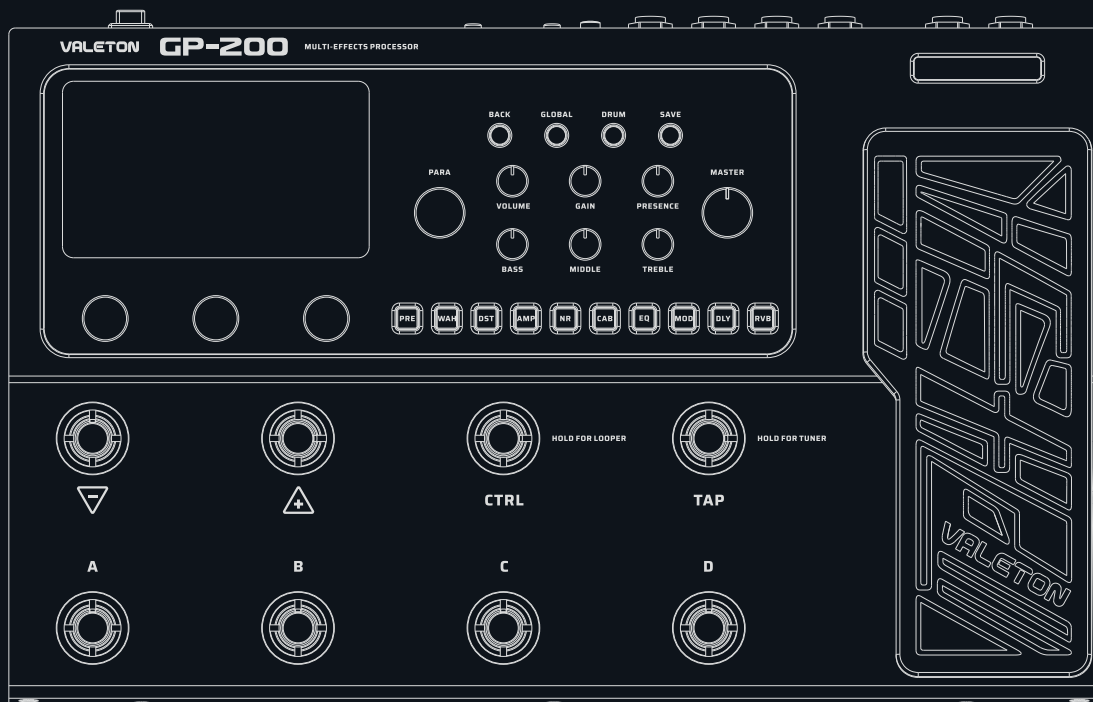 VALETON GP-200 MULTI-EFFECTS PROCESSOR
BACK GLOBAL DRUM SAVE
PARA MASTER
VOLUME GAIN PRESENCE
BASS MIDDLE TREBLE
PRE WAH DST AMP NR CAB EQ MOD DLY RVB
HOLD FOR LOOPER HOLD FOR TUNER
- + CTRL TAP
A B C D
VALETON